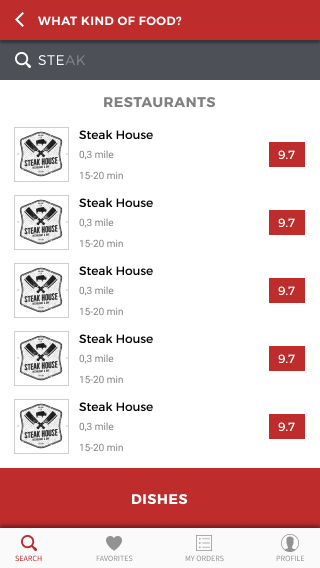 WHAT KIND OF FOOD?
STEAK
RESTAURANTS
STEAK HOUSE
Steak House
0,3 mile
15-20 min
9.7
STEAK HOUSE
Steak House
0,3 mile
15-20 min
9.7
STEAK HOUSE
Steak House
0,3 mile
15-20 min
9.7
STEAK HOUSE
Steak House
0,3 mile
15-20 min
9.7
STEAK HOUSE
Steak House
0,3 mile
15-20 min
9.7
DISHES
SEARCH
FAVORITES
MY ORDERS
PROFILE